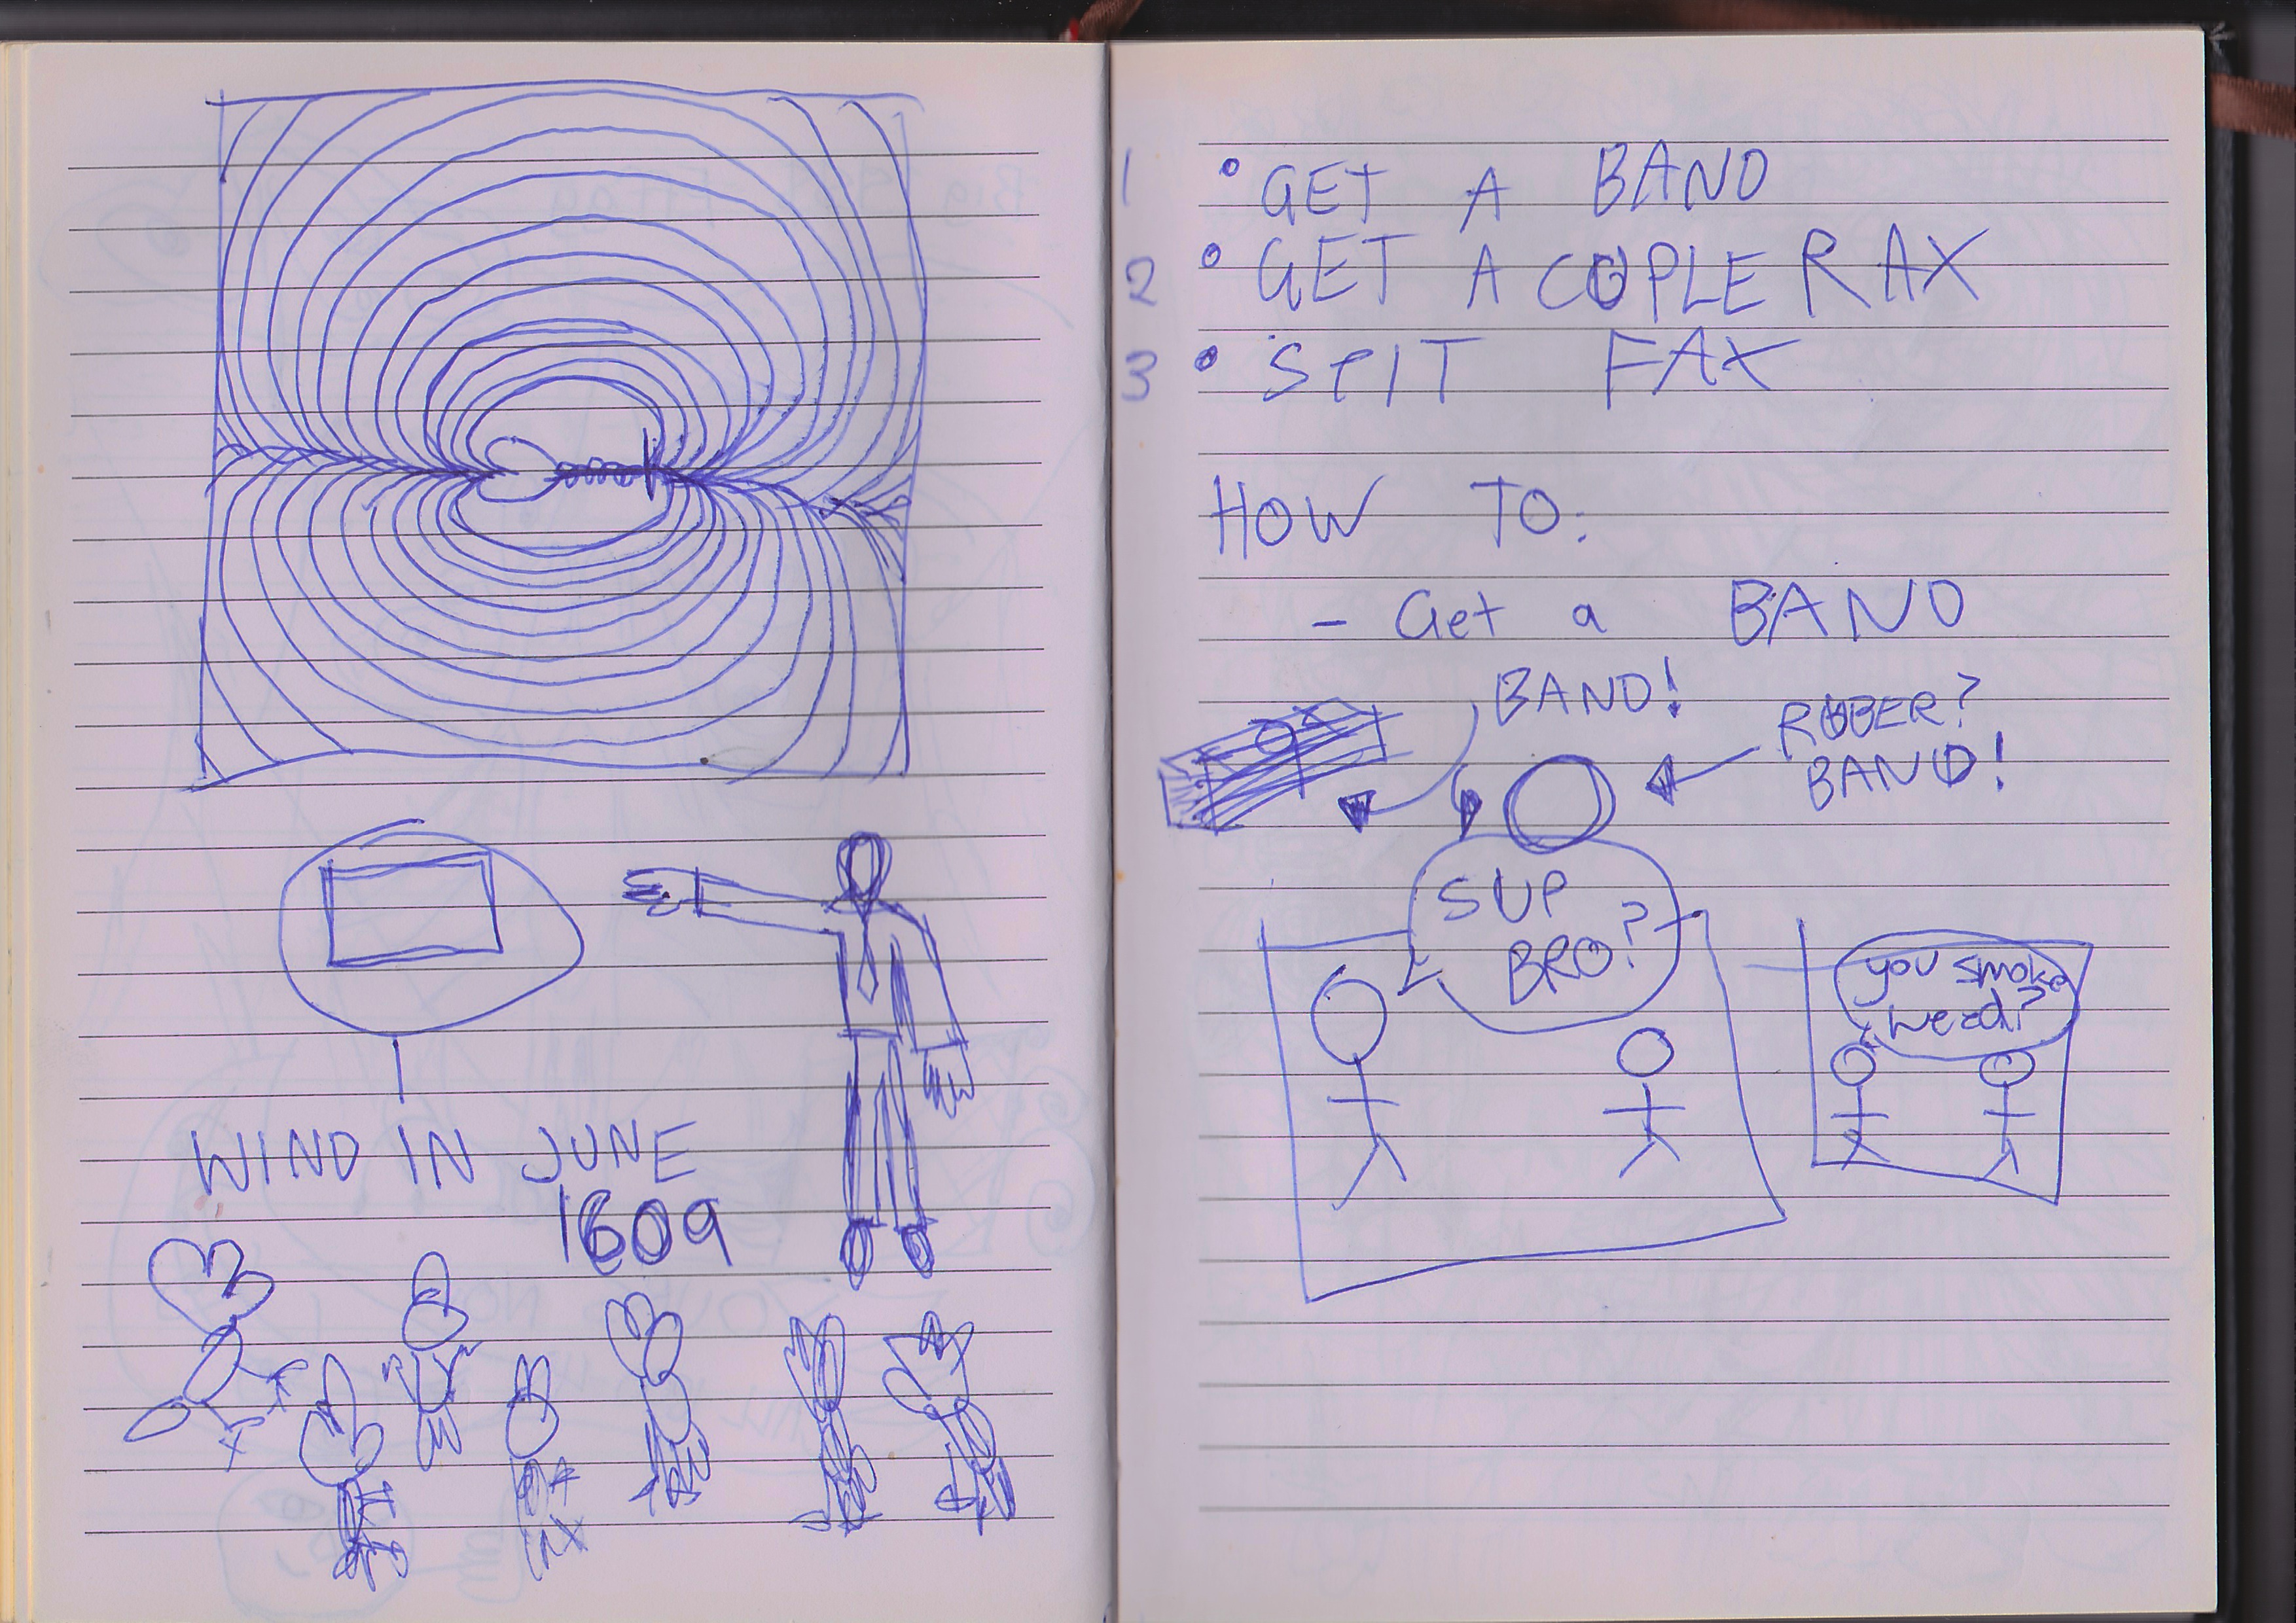 WIND IN JUNE
1609
1 • GET A BAND
2 • GET A COUPLE RAX
3 • SPIT FAX
HOW TO:
- Get a BAND
BAND!
RUBBER?
BAND!
SUP
BRO?
you smoke
weed?